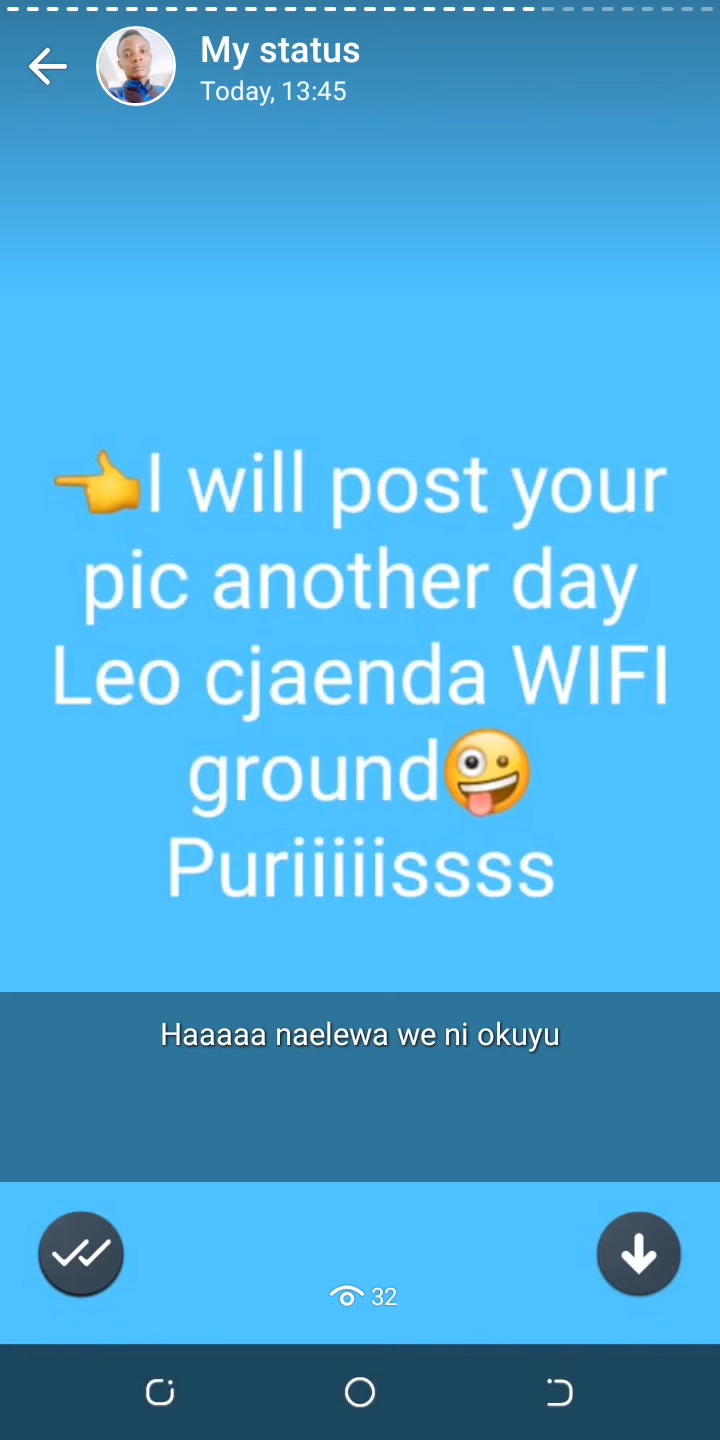 My status
Today, 13:45
👈I will post your
pic another day
Leo cjaenda WIFI
ground🤪
Puriiiiissss
Haaaaa naelewa we ni okuyu
32